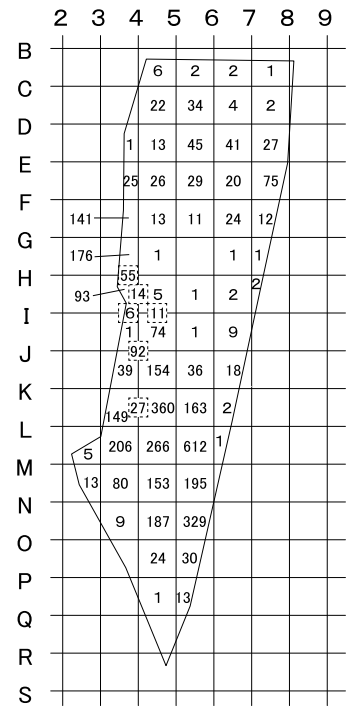 2 3 4 5 6 7 8 9
B
6 2 2 1
C
22 34 4 2
D
1 13 45 41 27
E
25 26 29 20 75
F
141 13 11 24 12
G
176 1 1 1
H
55
93 14 5 1 2 2
I
6 11
1 74 1 9
J
92
39 154 36 18
K
149 27 360 163 2
L
5 206 266 612 1
M
13 80 153 195
N
9 187 329
O
24 30
P
1 13
Q
R
S